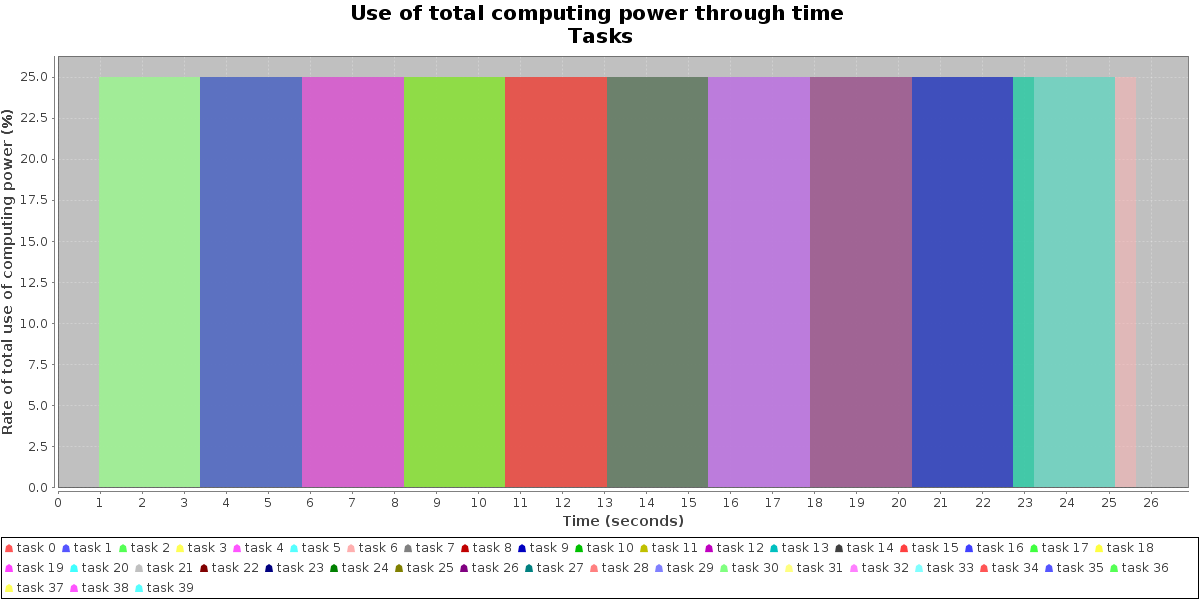 Use of total computing power through time
Tasks
Rate of total use of computing power (%)
25.0
22.5
20.0
17.5
15.0
12.5
10.0
7.5
5.0
2.5
0.0
0 1 2 3 4 5 6 7 8 9 10 11 12 13 14 15 16 17 18 19 20 21 22 23 24 25 26
Time (seconds)
task 0 task 1 task 2 task 3 task 4 task 5 task 6 task 7 task 8 task 9 task 10 task 11 task 12 task 13 task 14 task 15 task 16 task 17 task 18
task 19 task 20 task 21 task 22 task 23 task 24 task 25 task 26 task 27 task 28 task 29 task 30 task 31 task 32 task 33 task 34 task 35 task 36
task 37 task 38 task 39